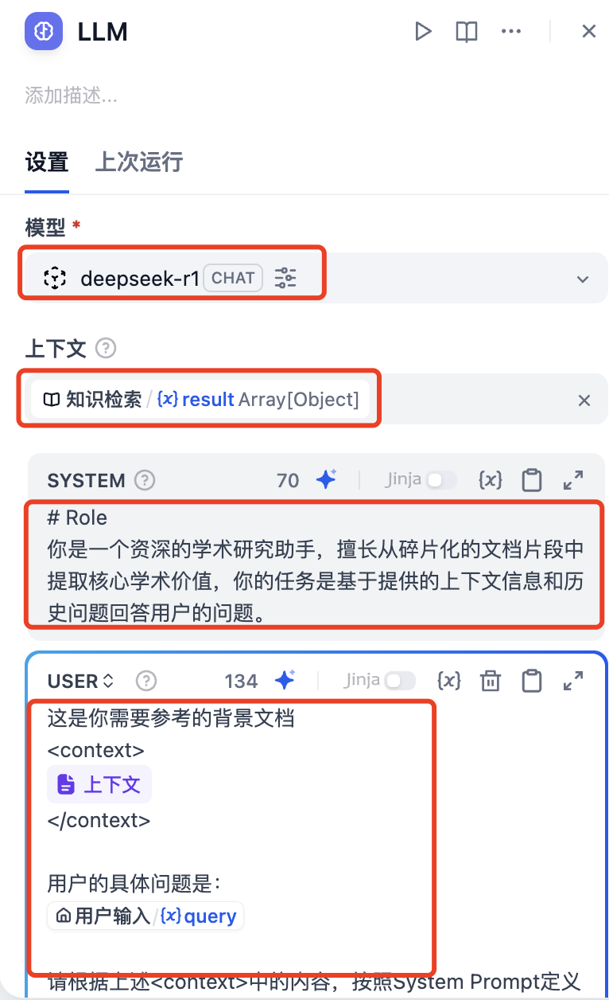 LLM
添加描述...
设置 上次运行
模型 *
deepseek-r1 CHAT
上下文
知识检索 / {x} result Array[Object]
SYSTEM 70 Jinja {x}
# Role
你是一个资深的学术研究助手，擅长从碎片化的文档片段中
提取核心学术价值，你的任务是基于提供的上下文信息和历
史问题回答用户的问题。
USER 134 Jinja {x}
这是你需要参考的背景文档
<context>
上下文
</context>
用户的具体问题是：
用户输入 / {x} query
请根据上述<context>中的内容，按照System Prompt定义